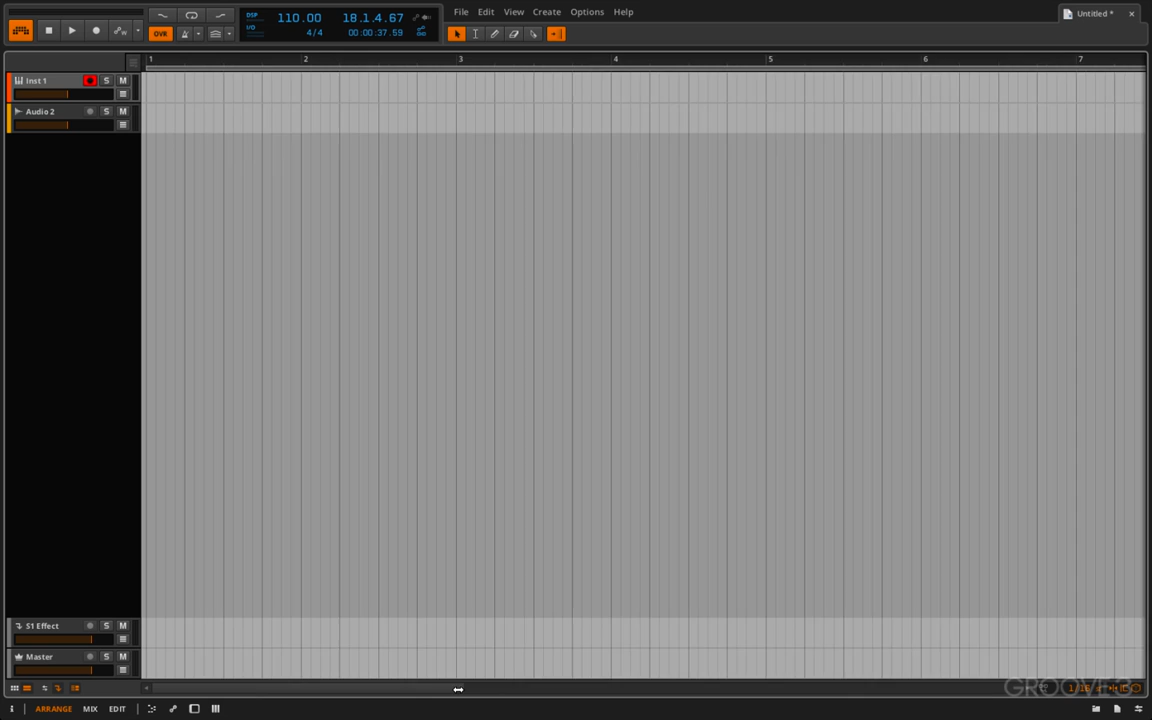 DSP
110.00
18.1.4.67
File
Edit
View
Create
Options
Help
Untitled *
OVR
I/O
4/4
00:00:37.59
1
2
3
4
5
6
7
Inst 1
S
M
Audio 2
S
M
S1 Effect
S
M
Master
S
M
GROOVE3
ARRANGE
MIX
EDIT